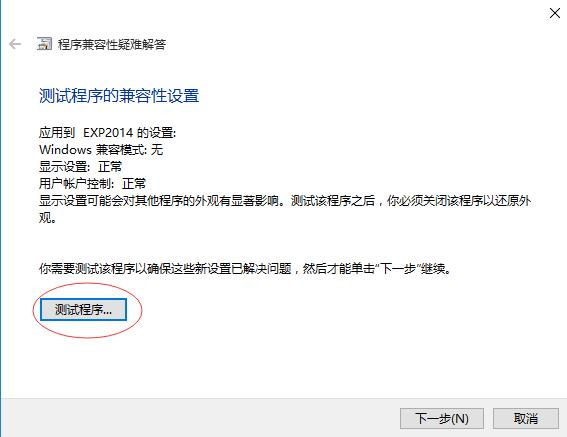 程序兼容性疑难解答
测试程序的兼容性设置
应用到 EXP2014 的设置:
Windows 兼容模式: 无
显示设置: 正常
用户帐户控制: 正常
显示设置可能会对其他程序的外观有显著影响。测试该程序之后，你必须关闭该程序以还原外
观。
你需要测试该程序以确保这些新设置已解决问题，然后才能单击“下一步”继续。
测试程序...
下一步(N)
取消